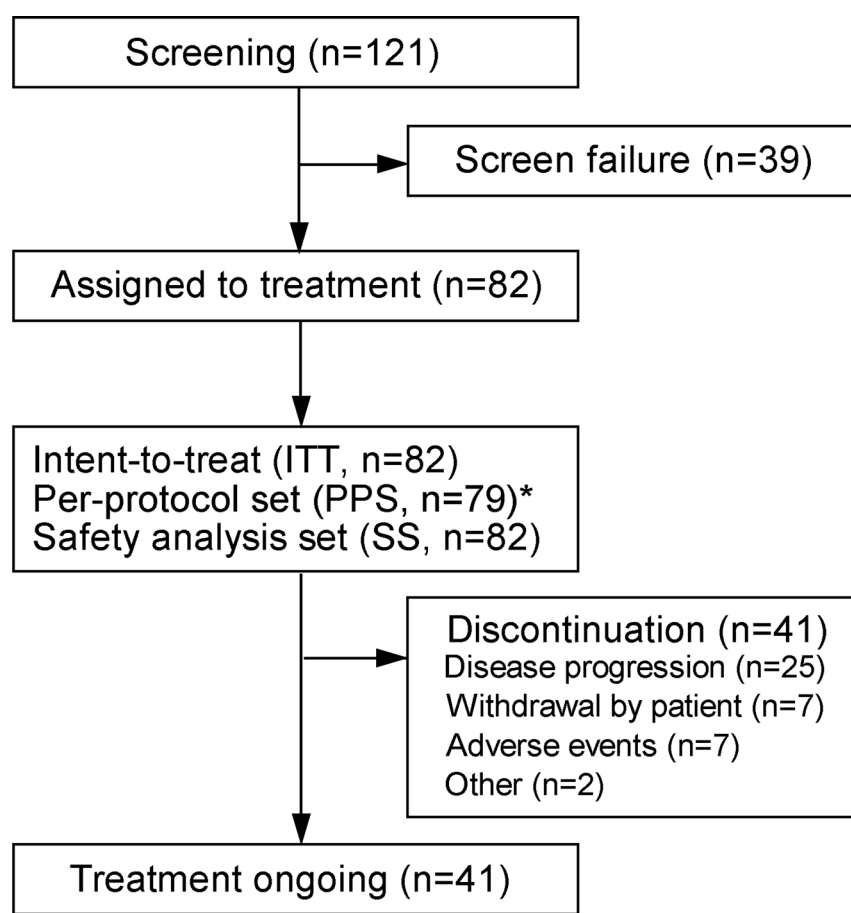 Screening (n=121)
Screen failure (n=39)
Assigned to treatment (n=82)
Intent-to-treat (ITT, n=82)
Per-protocol set (PPS, n=79)*
Safety analysis set (SS, n=82)
Discontinuation (n=41)
Disease progression (n=25)
Withdrawal by patient (n=7)
Adverse events (n=7)
Other (n=2)
Treatment ongoing (n=41)